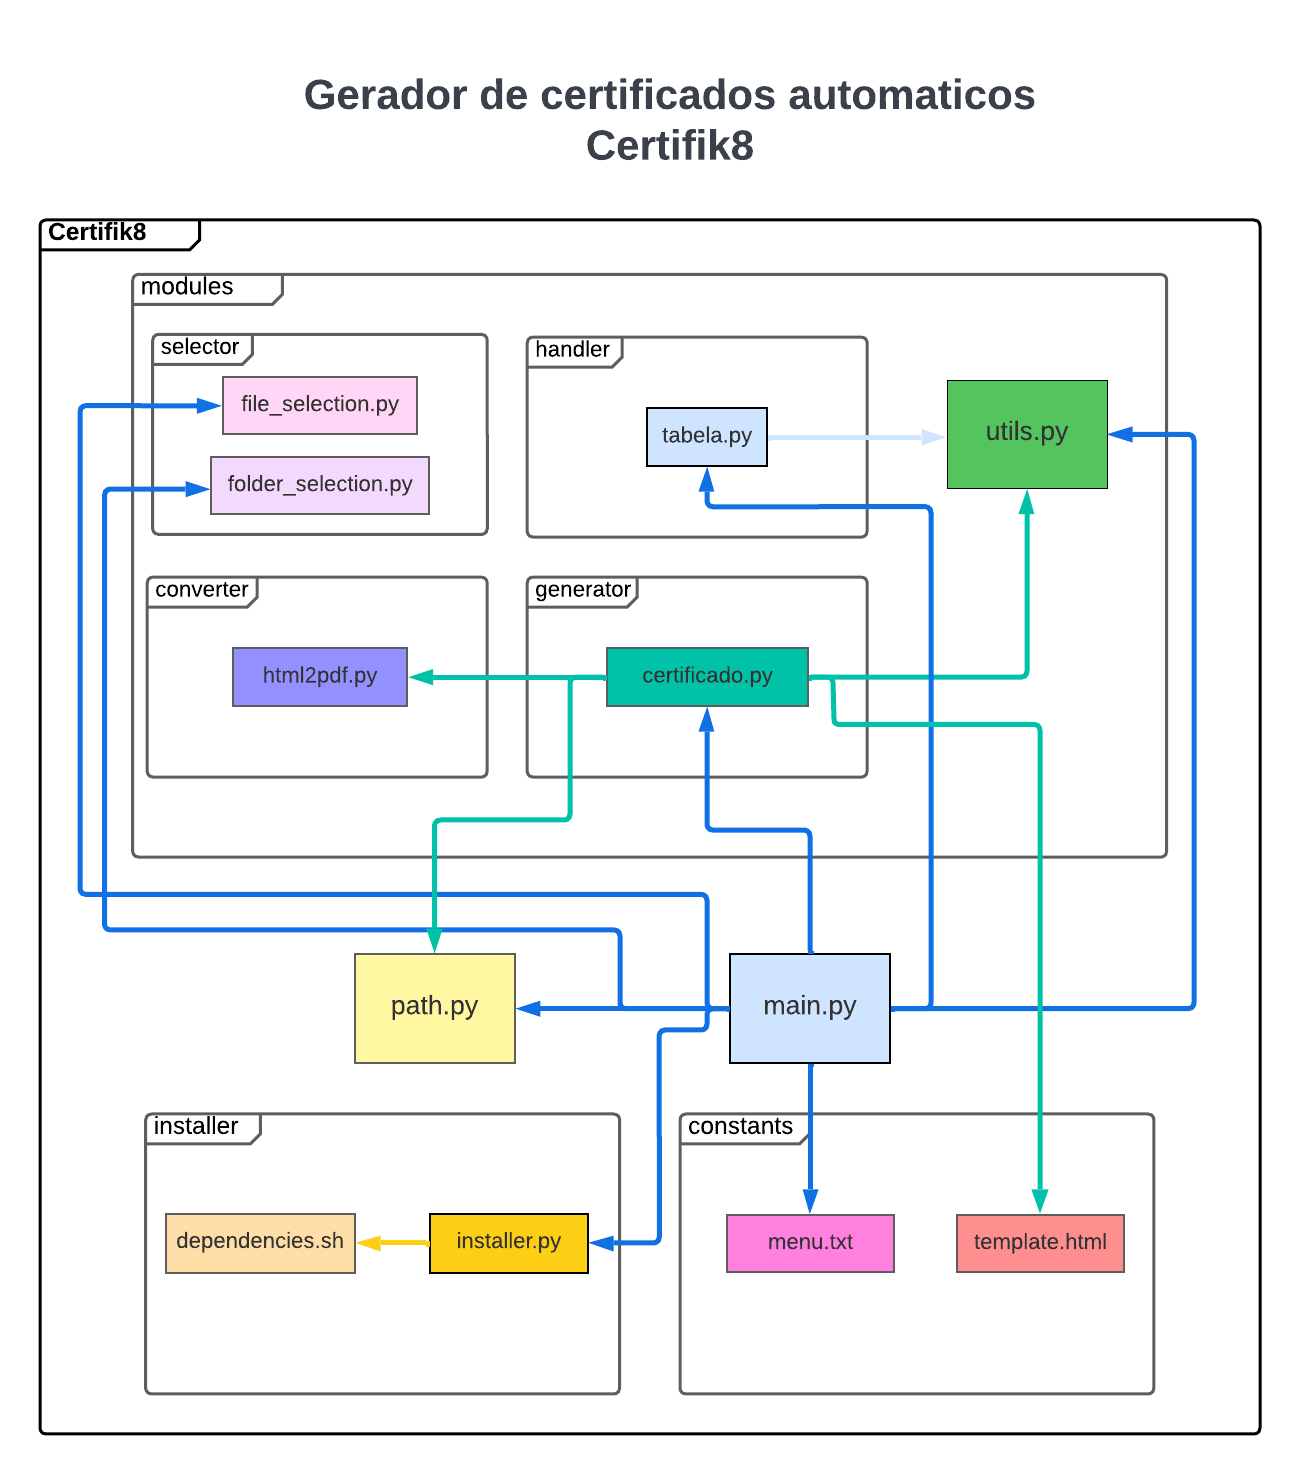 Gerador de certificados automaticos
Certifik8
Certifik8
modules
selector
file_selection.py
folder_selection.py
handler
tabela.py
utils.py
converter
html2pdf.py
generator
certificado.py
path.py
main.py
installer
dependencies.sh
installer.py
constants
menu.txt
template.html